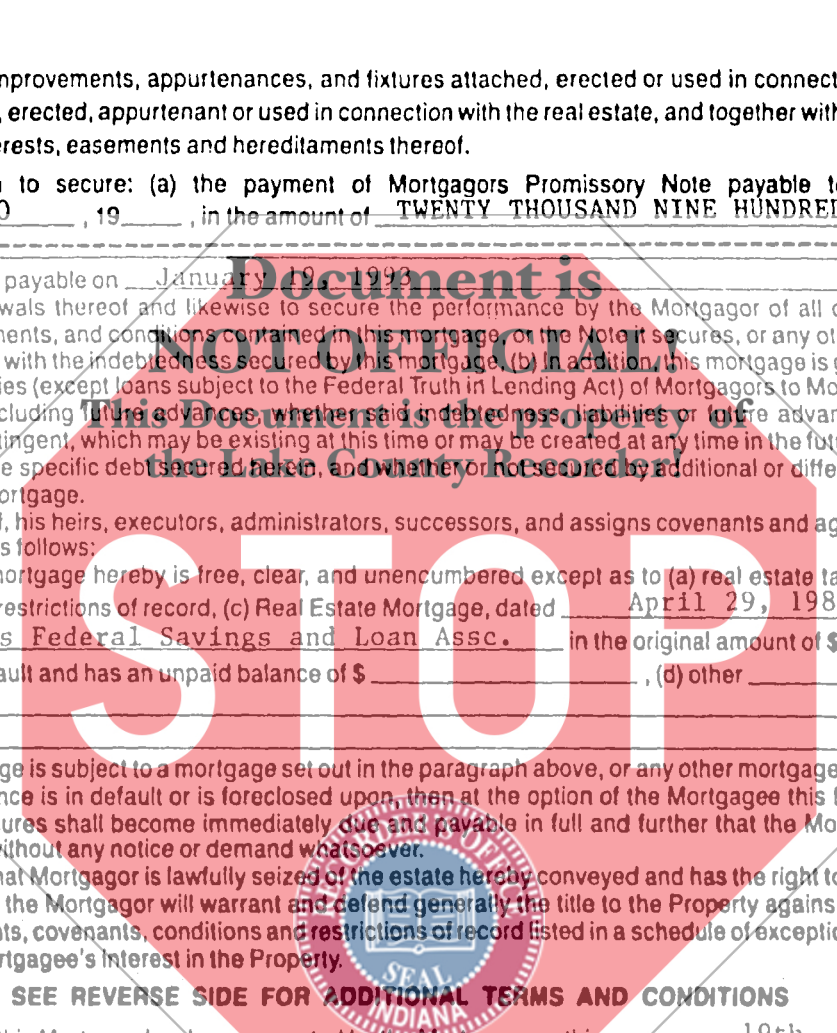 nprovements, appurtenances, and fixtures attached, erected or used in connect
, erected, appurtenant or used in connection with the real estate, and together with
erests, easements and hereditaments thereof.
to secure: (a) the payment of Mortgagors Promissory Note payable t
0 , 19 , in the amount of TWENTY THOUSAND NINE HUNDRED
payable on January 19, 1993
Document is
wals thereof and likewise to secure the performance by the Mortgagor of all
ments, and conditions contained in this mortgage, or the Note it secures, or any ot
NOT OFFICIAL!
with the indebtedness secured by this mortgage, (b) In addition, this mortgage is
ies (except loans subject to the Federal Truth in Lending Act) of Mortgagors to Mo
cluding future advances, whether said indebtedness, liabilities or future advan
This Document is the property of
tingent, which may be existing at this time or may be created at any time in the fut
e specific debt secured herein, and whether or not secured by additional or diffe
the Lake County Recorder!
ortgage.
, his heirs, executors, administrators, successors, and assigns covenants and ag
s follows:
STOP
ortgage hereby is free, clear, and unencumbered except as to (a) real estate ta
restrictions of record, (c) Real Estate Mortgage, dated April 29, 198
s Federal Savings and Loan Assc. in the original amount of $
ault and has an unpaid balance of $ , (d) other
ge is subject to a mortgage set out in the paragraph above, or any other mortgage
nce is in default or is foreclosed upon, then at the option of the Mortgagee this
ures shall become immediately due and payable in full and further that the Mo
without any notice or demand whatsoever.
hat Mortgagor is lawfully seized of the estate hereby conveyed and has the right to
the Mortgagor will warrant and defend generally the title to the Property agains
nts, covenants, conditions and restrictions of record listed in a schedule of exceptio
rtgagee's interest in the Property.
RECORDER'S OFFICE
SEAL
INDIANA
SEE REVERSE SIDE FOR ADDITIONAL TERMS AND CONDITIONS